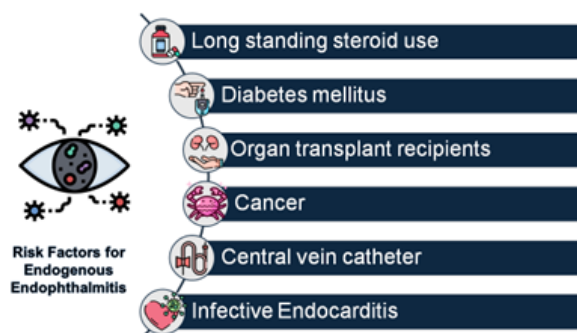 Long standing steroid use
Diabetes mellitus
Organ transplant recipients
Cancer
Central vein catheter
Infective Endocarditis
Risk Factors for
Endogenous
Endophthalmitis